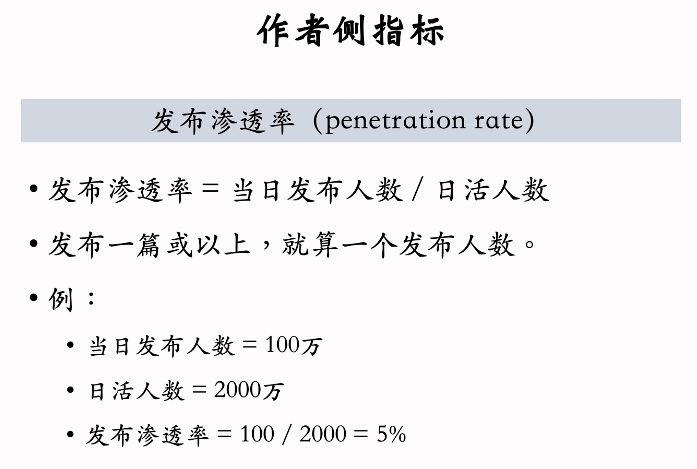 作者侧指标
发布渗透率（penetration rate）
• 发布渗透率 = 当日发布人数 / 日活人数
• 发布一篇或以上，就算一个发布人数。
• 例：
• 当日发布人数 = 100万
• 日活人数 = 2000万
• 发布渗透率 = 100 / 2000 = 5%